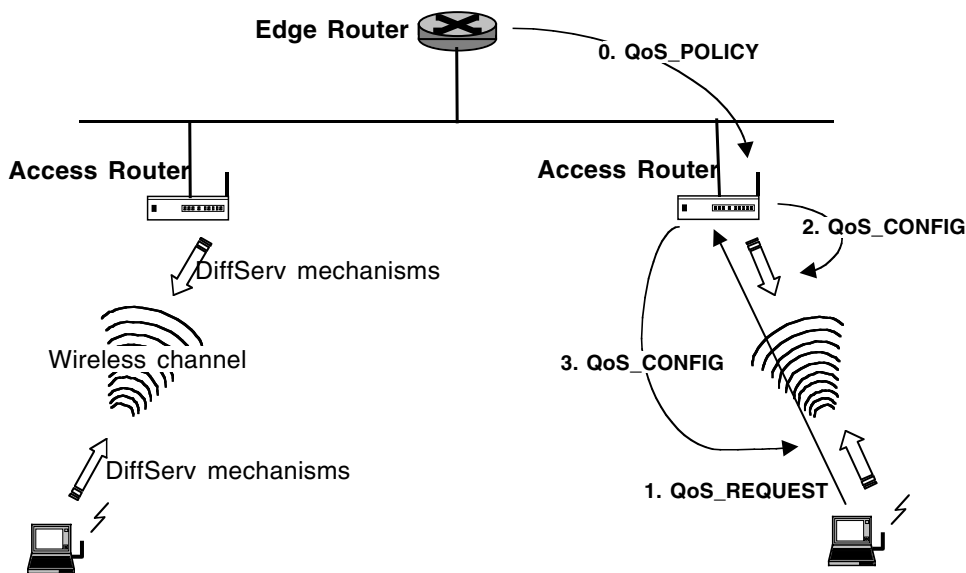 Edge Router
0. QoS_POLICY
Access Router
Access Router
2. QoS_CONFIG
DiffServ mechanisms
Wireless channel
3. QoS_CONFIG
DiffServ mechanisms
1. QoS_REQUEST